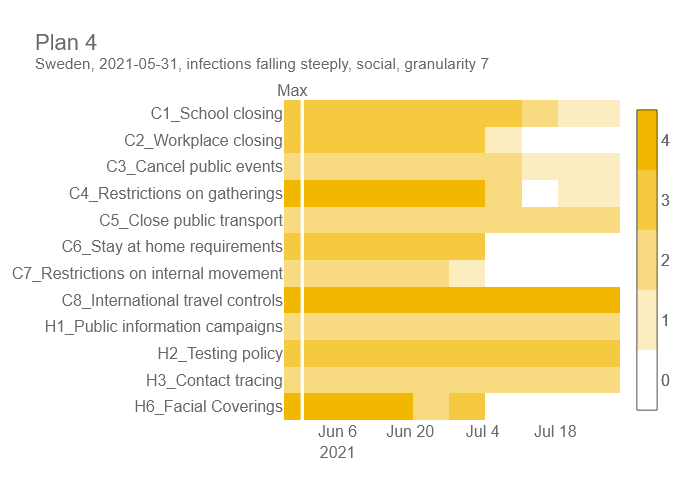 Plan 4
Sweden, 2021-05-31, infections falling steeply, social, granularity 7
Max
C1_School closing
C2_Workplace closing
C3_Cancel public events
C4_Restrictions on gatherings
C5_Close public transport
C6_Stay at home requirements
C7_Restrictions on internal movement
C8_International travel controls
H1_Public information campaigns
H2_Testing policy
H3_Contact tracing
H6_Facial Coverings
Jun 6 Jun 20 Jul 4 Jul 18
2021
4
3
2
1
0